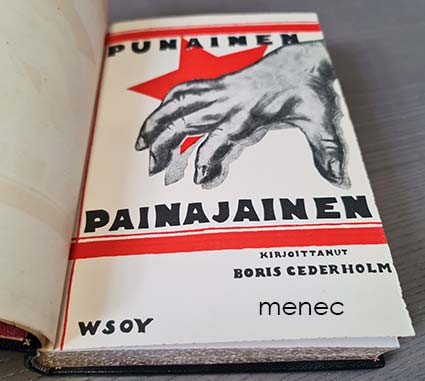 PUNAINEN
PAINAJAINEN
KIRJOITTANUT
BORIS CEDERHOLM
menec
WSOY